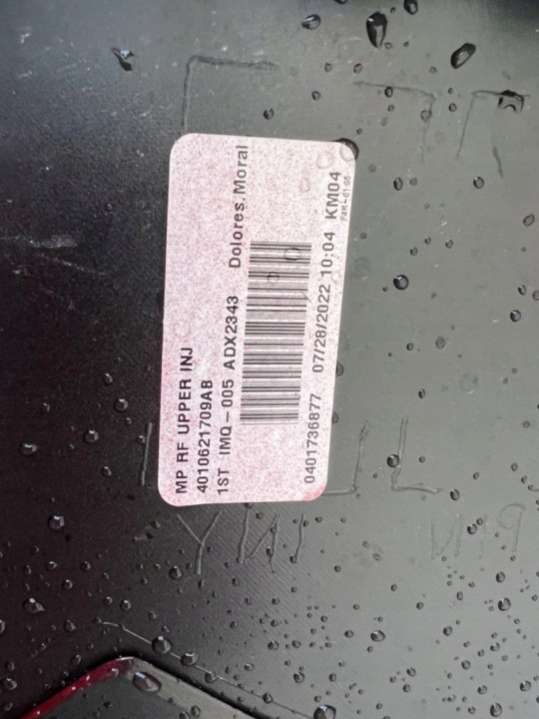 MP RF UPPER INJ
4010621709AB
1ST IMQ-005 ADX2343 Dolores.Moral
0401736877 07/28/2022 10:04 KM04